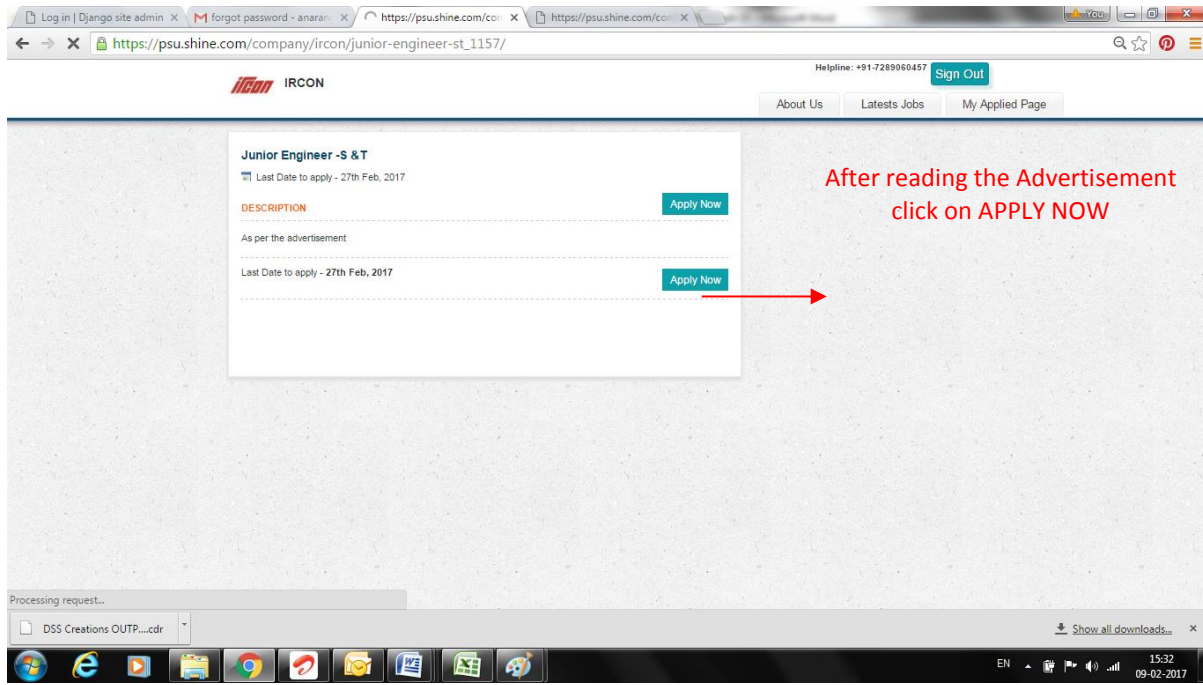 Log in | Django site admin
forgot password - anaran
https://psu.shine.com/con
https://psu.shine.com/con
You
https://psu.shine.com/company/ircon/junior-engineer-st_1157/
ircon IRCON
Helpline: +91-7289060457
Sign Out
About Us
Latests Jobs
My Applied Page
Junior Engineer -S &T
Last Date to apply - 27th Feb, 2017
DESCRIPTION
Apply Now
As per the advertisement
Last Date to apply - 27th Feb, 2017
Apply Now
After reading the Advertisement
click on APPLY NOW
Processing request...
DSS Creations OUTP....cdr
Show all downloads...
EN
15:32
09-02-2017